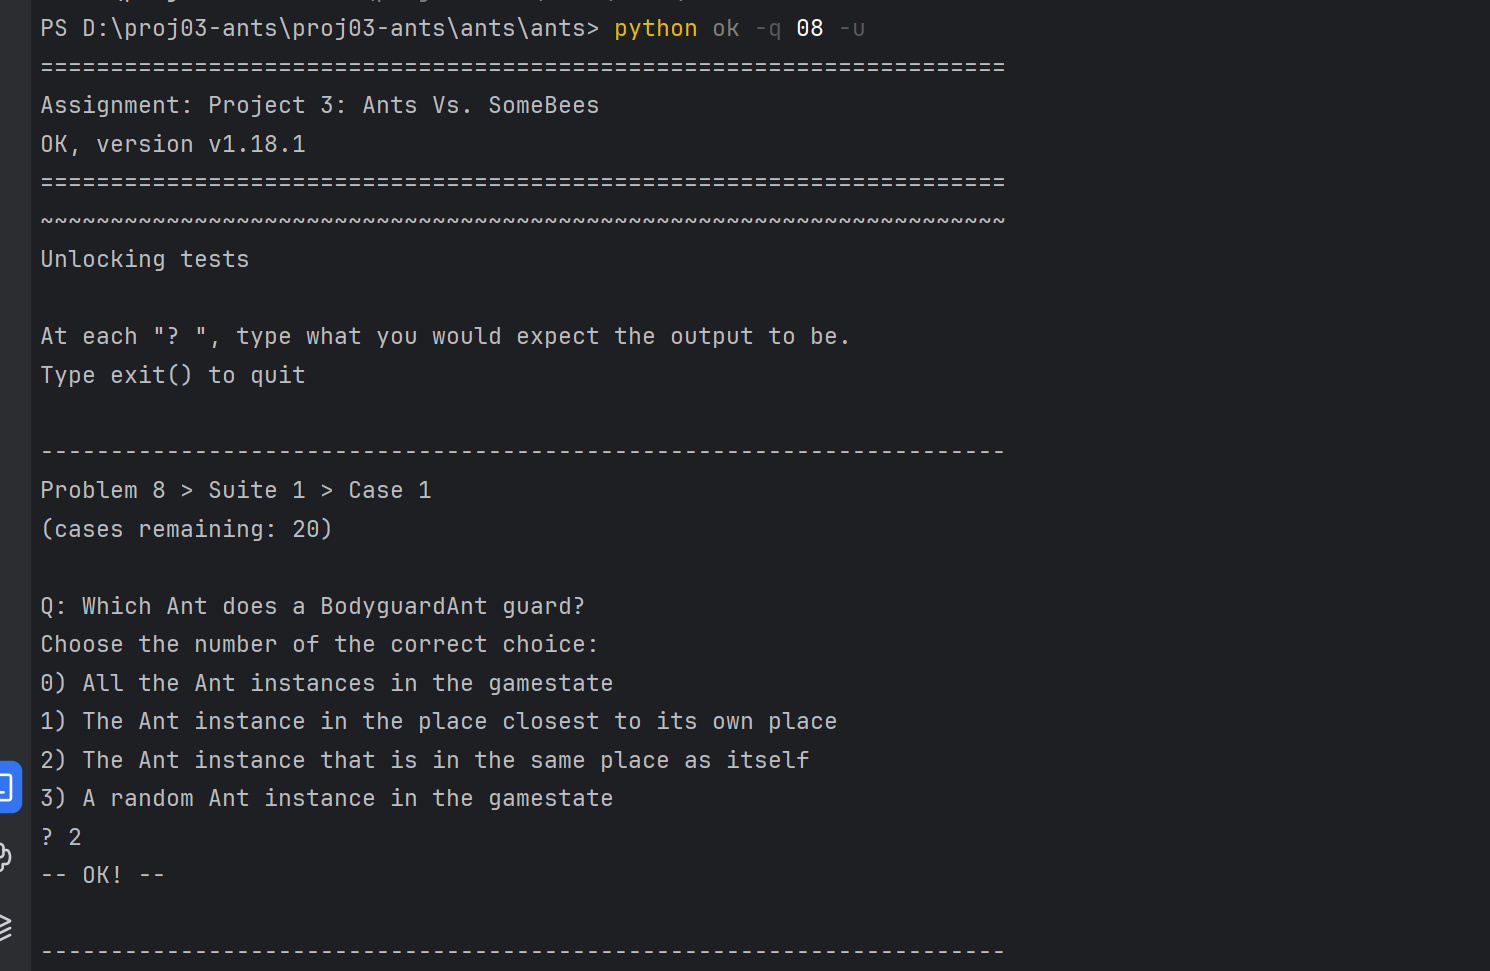 PS D:\proj03-ants\proj03-ants\ants\ants> python ok -q 08 -u
=====================================================================
Assignment: Project 3: Ants Vs. SomeBees
OK, version v1.18.1
=====================================================================
~~~~~~~~~~~~~~~~~~~~~~~~~~~~~~~~~~~~~~~~~~~~~~~~~~~~~~~~~~~~~~~~~~~~~
Unlocking tests
At each "? ", type what you would expect the output to be.
Type exit() to quit
---------------------------------------------------------------------
Problem 8 > Suite 1 > Case 1
(cases remaining: 20)
Q: Which Ant does a BodyguardAnt guard?
Choose the number of the correct choice:
0) All the Ant instances in the gamestate
1) The Ant instance in the place closest to its own place
2) The Ant instance that is in the same place as itself
3) A random Ant instance in the gamestate
? 2
-- OK! --
---------------------------------------------------------------------